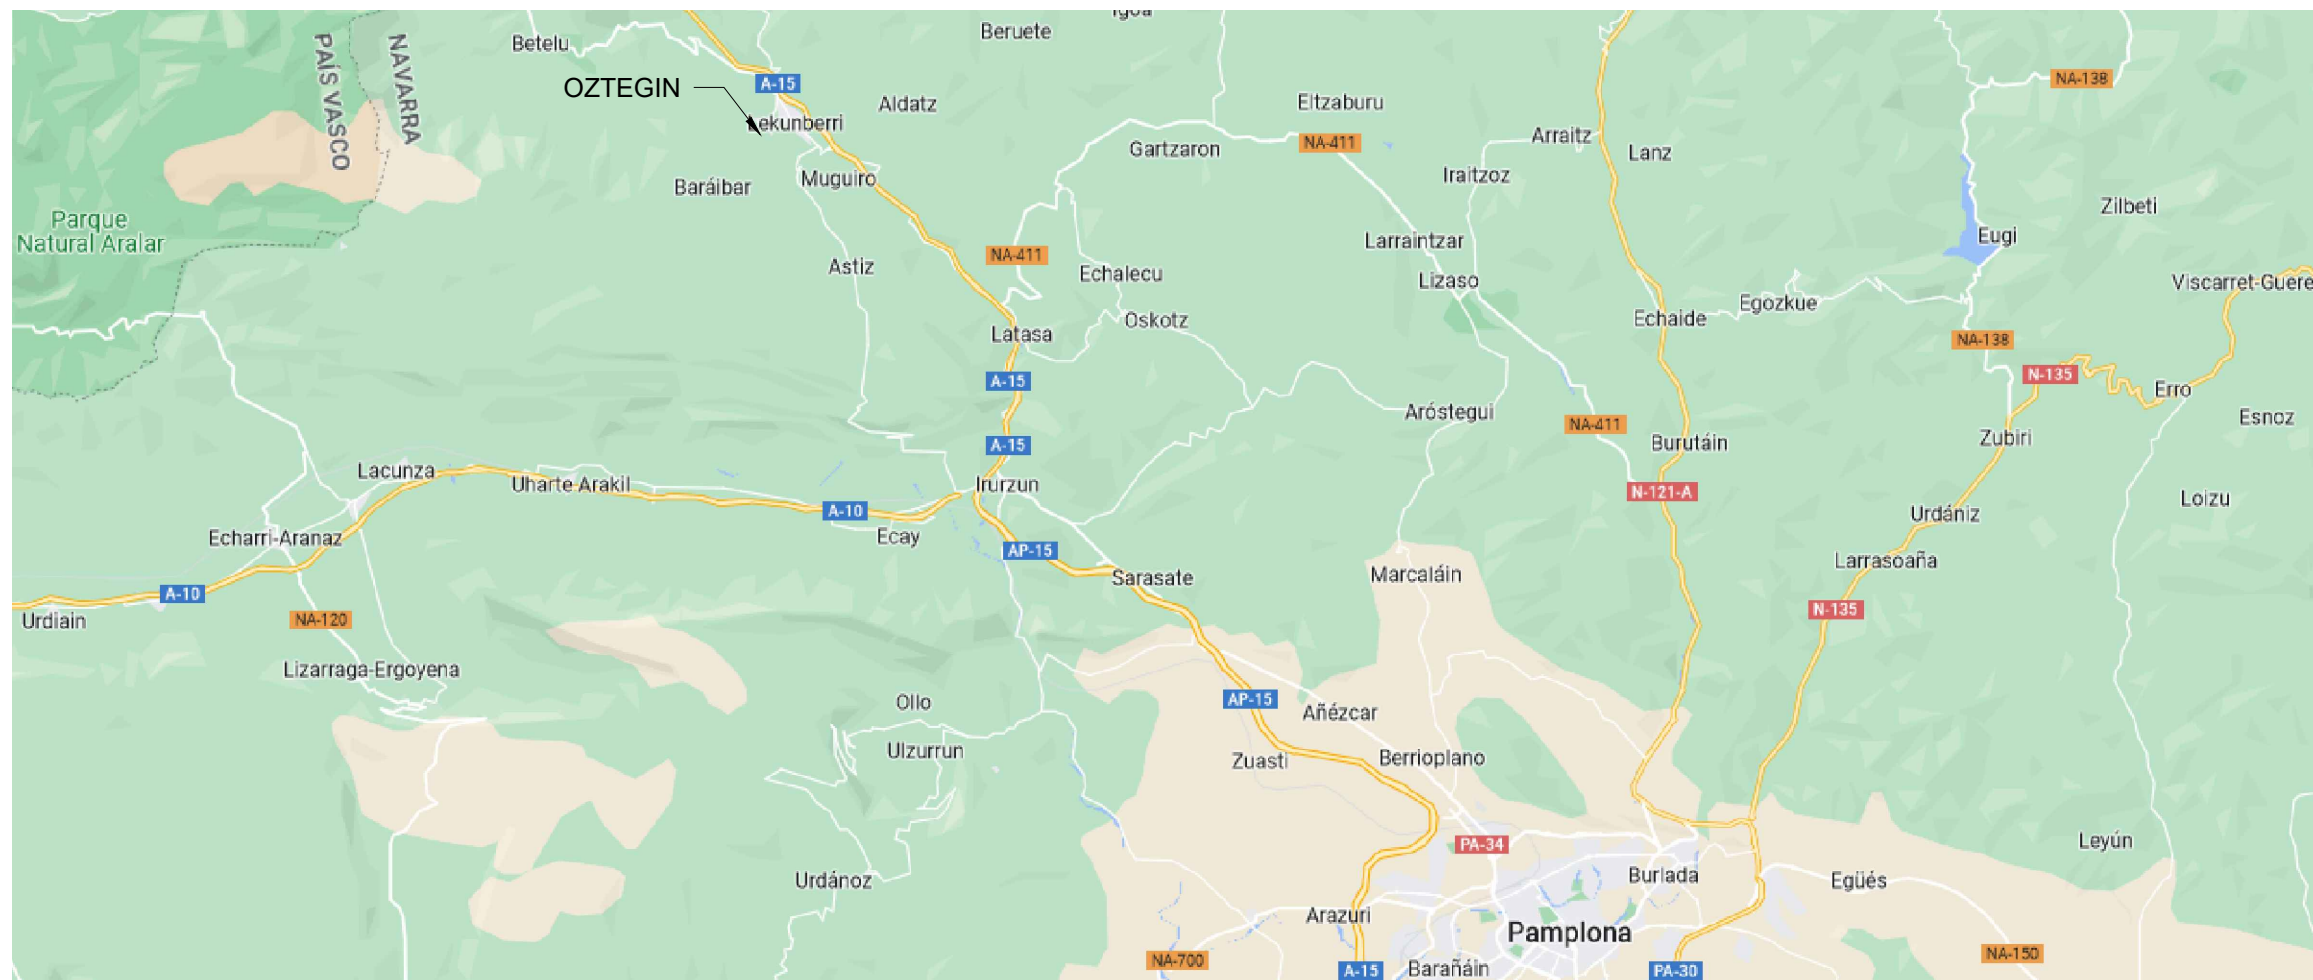 Igoa
Beruete
Betelu
PAÍS VASCO
NAVARRA
A-15
OZTEGIN
Aldatz
Lekunberri
Eltzaburu
NA-138
Gartzaron
NA-411
Arraitz
Lanz
Baráibar
Muguiro
Iraitzoz
Zilbeti
Parque
Natural Aralar
Larraintzar
Eugi
NA-411
Astiz
Echalecu
Lizaso
Viscarret-Guere
Egozkue
Oskotz
Echaide
Latasa
NA-138
A-15
N-135
Erro
Aróstegui
Esnoz
NA-411
A-15
Burutáin
Zubiri
Lacunza
Uharte Arakil
Irurzun
N-121-A
Loizu
A-10
Urdániz
Echarri-Aranaz
Ecay
AP-15
Larrasoaña
Sarasate
Marcaláin
A-10
N-135
Urdiain
NA-120
Lizarraga-Ergoyena
Ollo
AP-15
Añézcar
Ulzurrun
Zuasti
Berrioplano
PA-34
Leyún
Urdánoz
Burlada
Egüés
Arazuri
Pamplona
NA-700
A-15
Barañáin
PA-30
NA-150